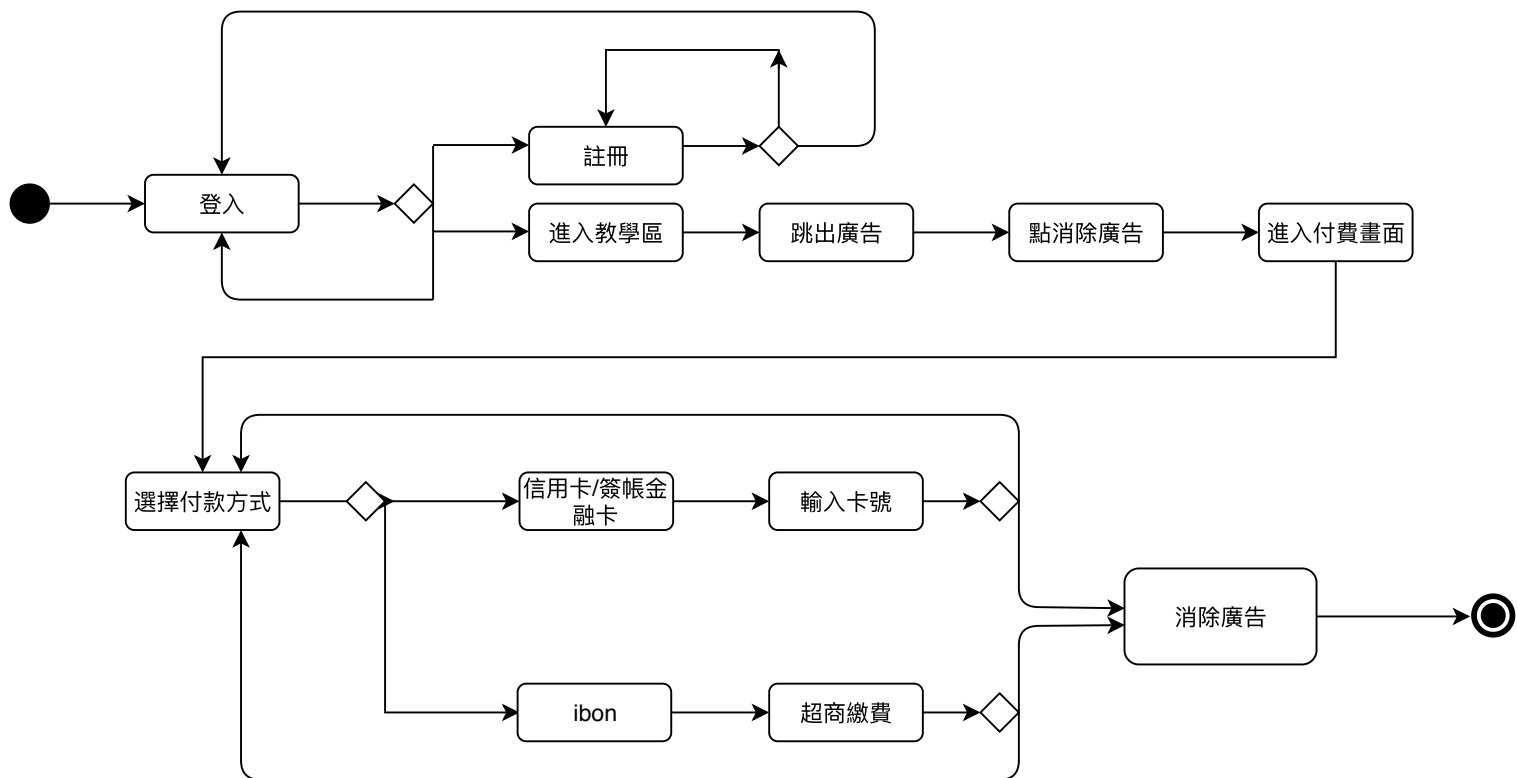 註冊
登入
進入教學區
跳出廣告
點消除廣告
進入付費畫面
選擇付款方式
信用卡/簽帳金
融卡
輸入卡號
消除廣告
ibon
超商繳費